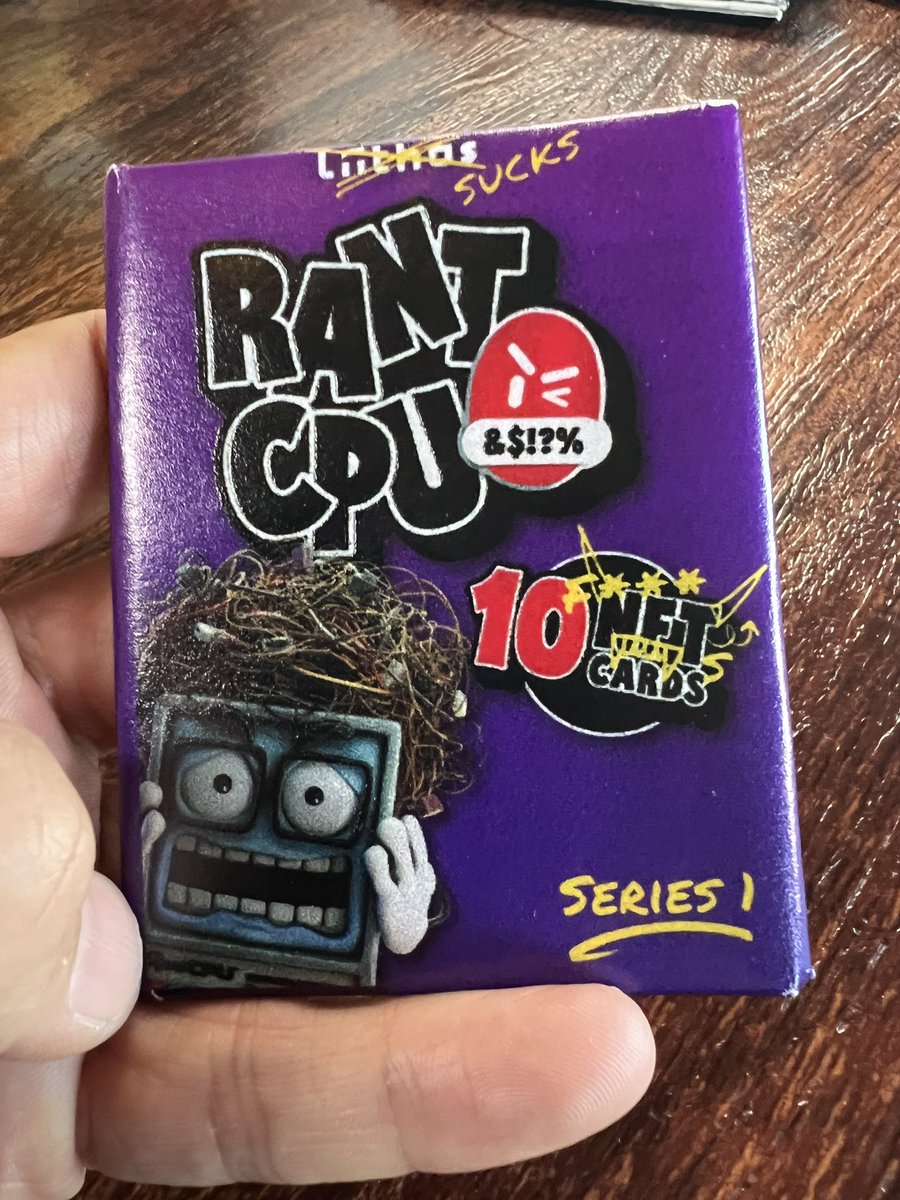 SUCKS
RANT
CPU
&$!?%
10
NET
CARDS
SERIES 1